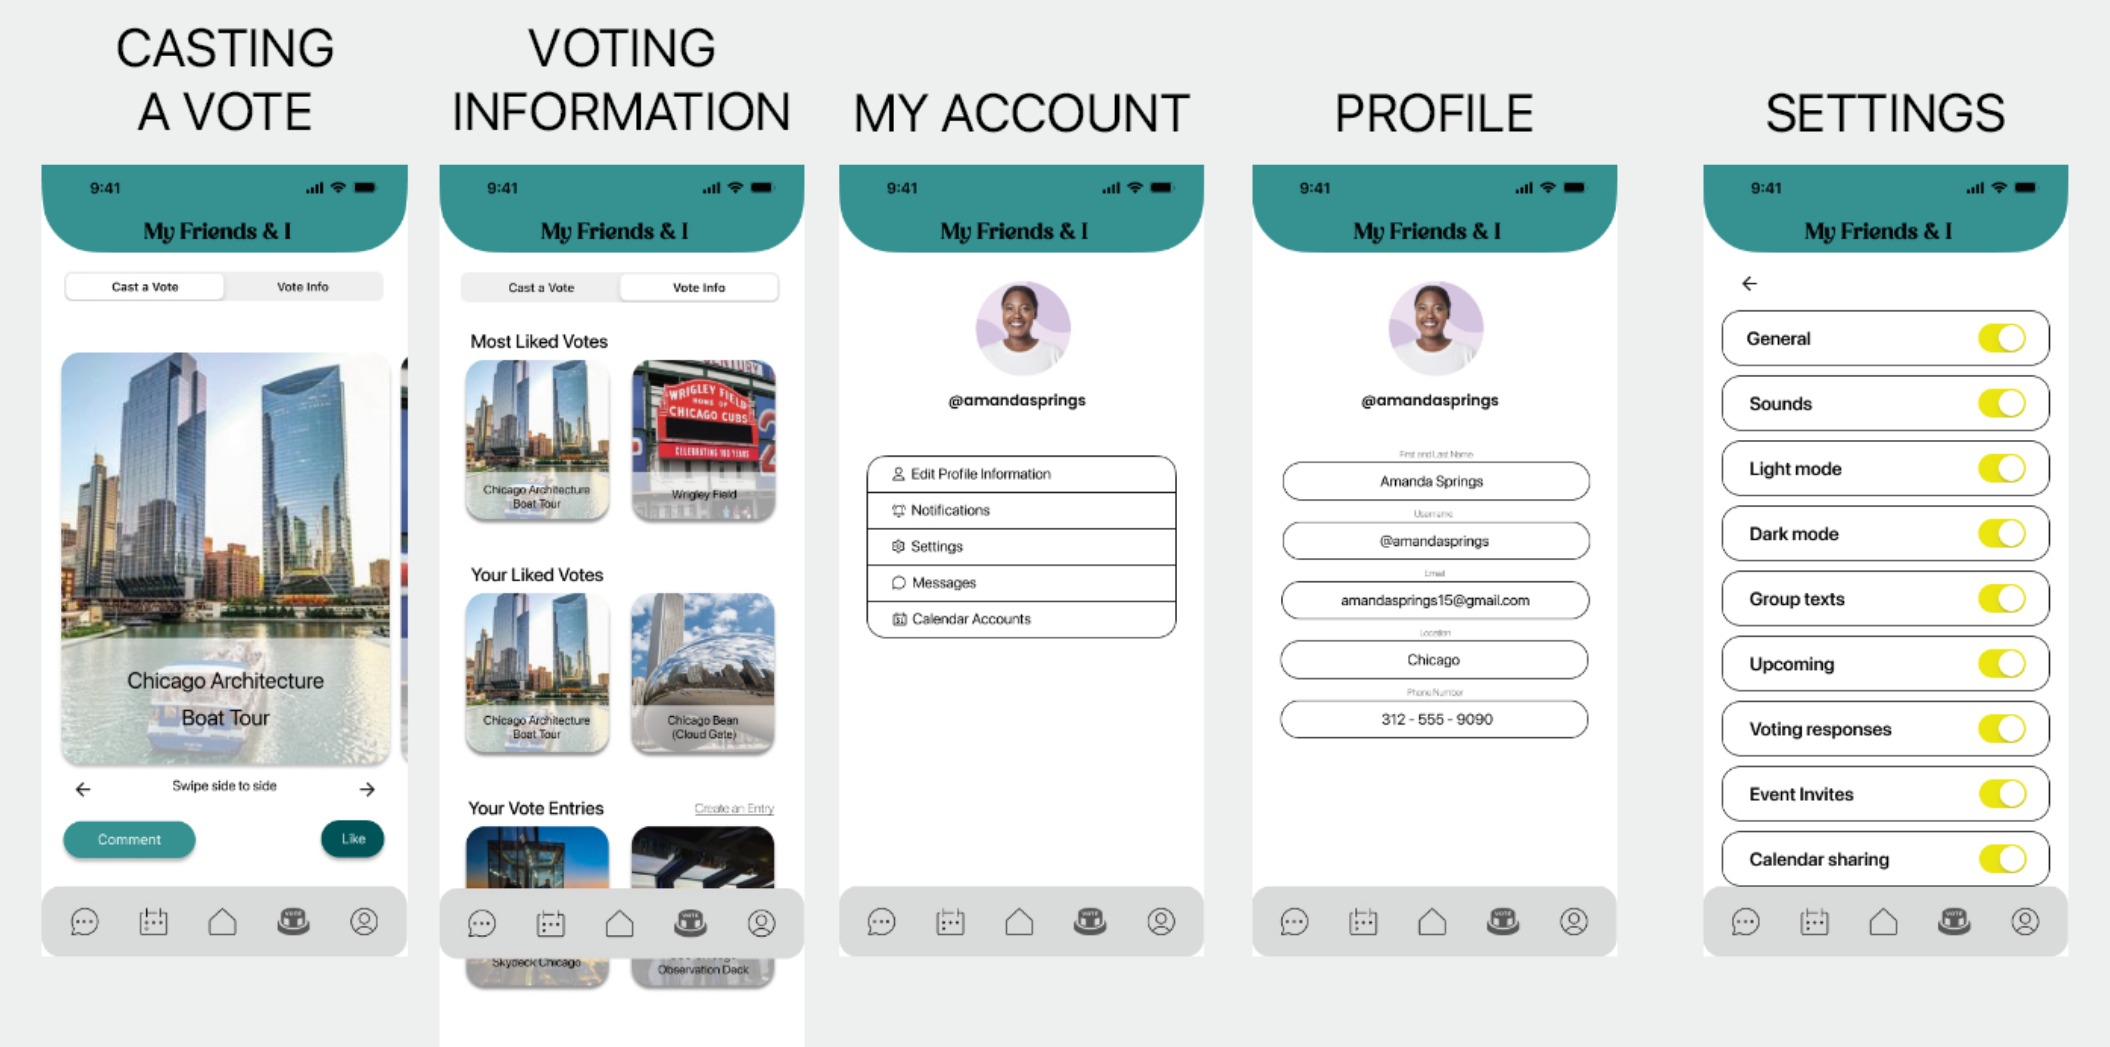 CASTING
A VOTE
9:41
My Friends & I
Cast a Vote
Vote Info
Chicago Architecture
Boat Tour
Swipe side to side
Comment
Like
VOTE
VOTING
INFORMATION
9:41
My Friends & I
Cast a Vote
Vote Info
Most Liked Votes
Chicago Architecture
Boat Tour
WRIGLEY FIELD
HOME OF
CHICAGO CUBS
CELEBRATING 100 YEARS
Wrigley Field
Your Liked Votes
Chicago Architecture
Boat Tour
Chicago Bean
(Cloud Gate)
Your Vote Entries
Create an Entry
VOTE
Skydeck Chicago
Observation Deck
MY ACCOUNT
9:41
My Friends & I
@amandasprings
Edit Profile Information
Notifications
Settings
Messages
Calendar Accounts
VOTE
PROFILE
9:41
My Friends & I
@amandasprings
First and Last Name
Amanda Springs
Username
@amandasprings
Email
amandasprings15@gmail.com
Location
Chicago
Phone Number
312 - 555 - 9090
VOTE
SETTINGS
9:41
My Friends & I
General
Sounds
Light mode
Dark mode
Group texts
Upcoming
Voting responses
Event Invites
Calendar sharing
VOTE